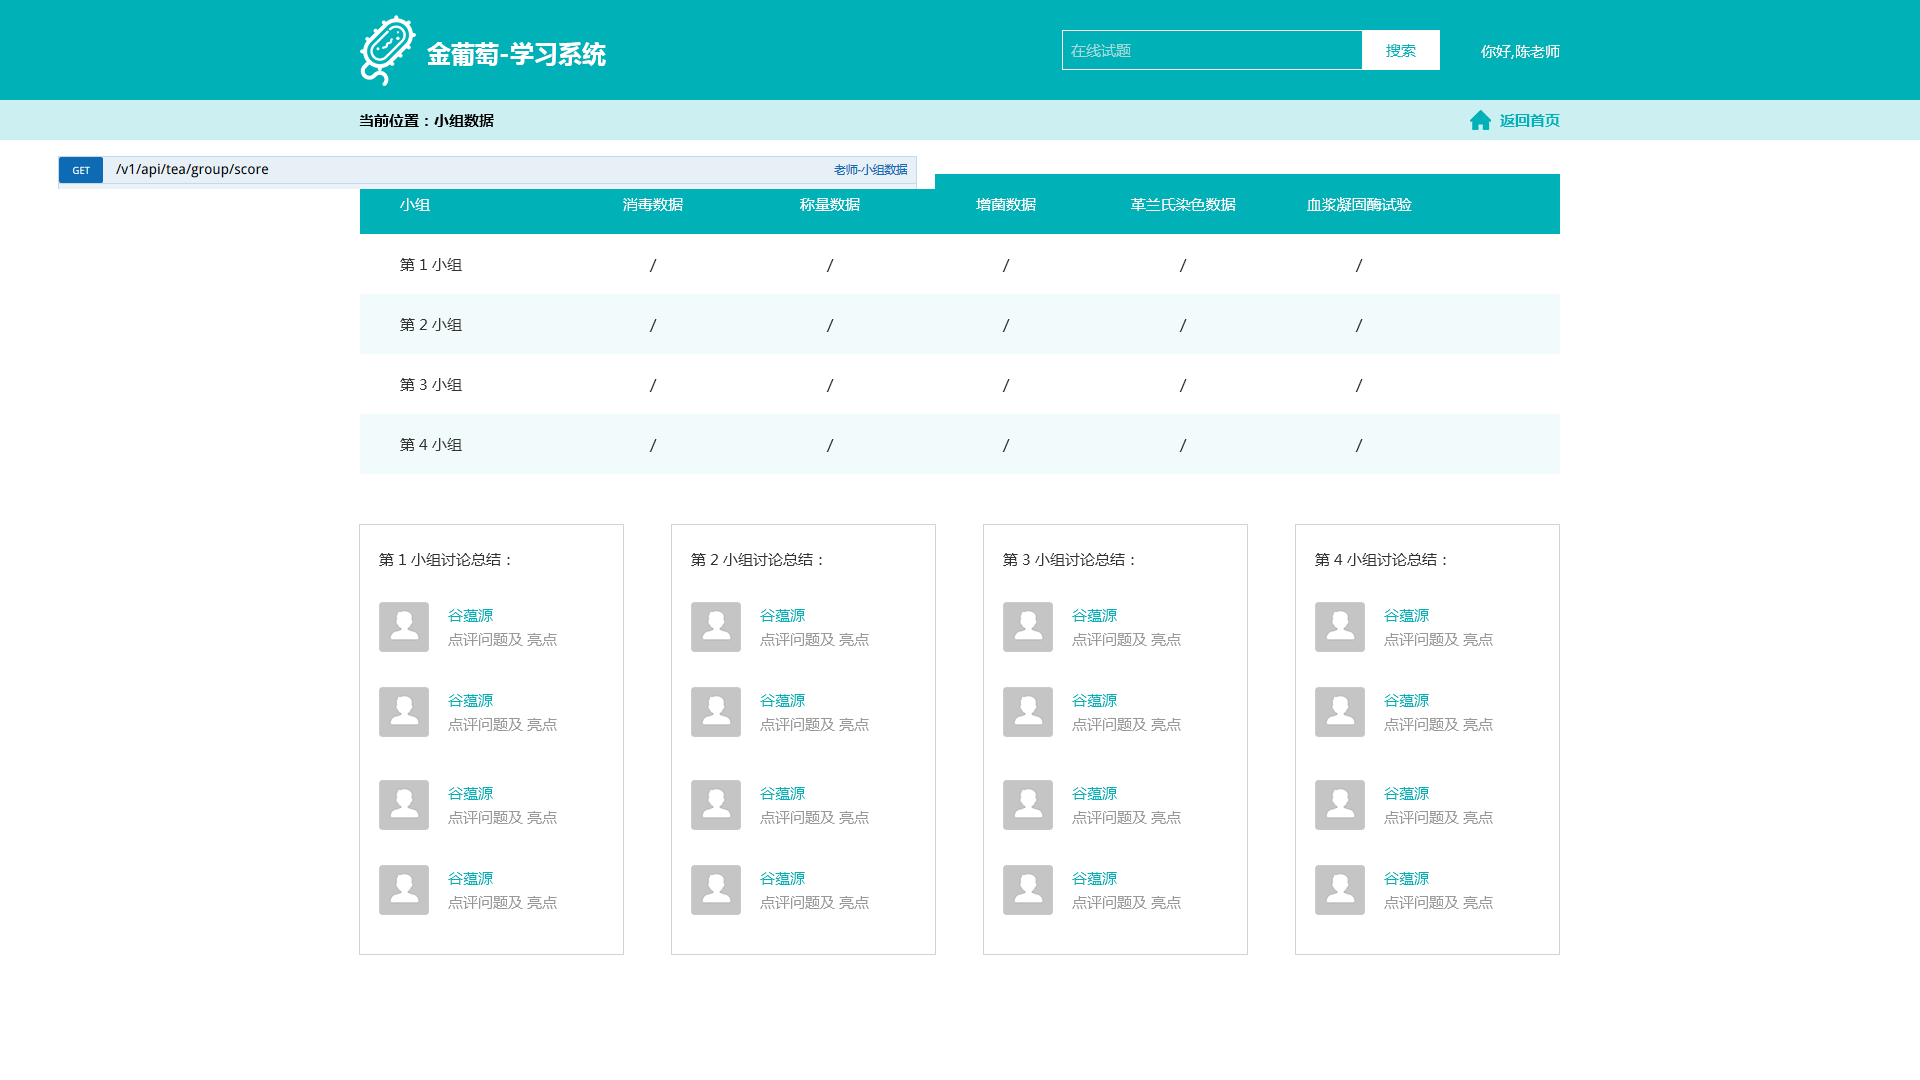 金葡萄-学习系统
在线试题 搜索 你好,陈老师
当前位置：小组数据 返回首页
GET /v1/api/tea/group/score 老师-小组数据
小组 消毒数据 称量数据 增菌数据 革兰氏染色数据 血浆凝固酶试验
第 1 小组 / / / / /
第 2 小组 / / / / /
第 3 小组 / / / / /
第 4 小组 / / / / /
第 1 小组讨论总结：
谷蕴源
点评问题及 亮点
谷蕴源
点评问题及 亮点
谷蕴源
点评问题及 亮点
谷蕴源
点评问题及 亮点
第 2 小组讨论总结：
谷蕴源
点评问题及 亮点
谷蕴源
点评问题及 亮点
谷蕴源
点评问题及 亮点
谷蕴源
点评问题及 亮点
第 3 小组讨论总结：
谷蕴源
点评问题及 亮点
谷蕴源
点评问题及 亮点
谷蕴源
点评问题及 亮点
谷蕴源
点评问题及 亮点
第 4 小组讨论总结：
谷蕴源
点评问题及 亮点
谷蕴源
点评问题及 亮点
谷蕴源
点评问题及 亮点
谷蕴源
点评问题及 亮点